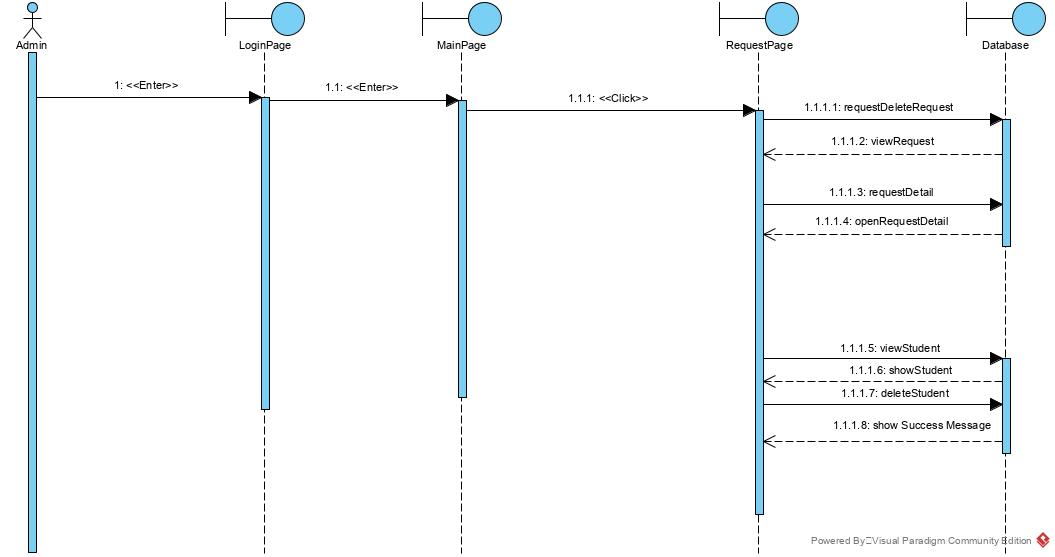 Admin
LoginPage
MainPage
RequestPage
Database
1: <<Enter>>
1.1: <<Enter>>
1.1.1: <<Click>>
1.1.1.1: requestDeleteRequest
1.1.1.2: viewRequest
1.1.1.3: requestDetail
1.1.1.4: openRequestDetail
1.1.1.5: viewStudent
1.1.1.6: showStudent
1.1.1.7: deleteStudent
1.1.1.8: show Success Message
Powered By Visual Paradigm Community Edition